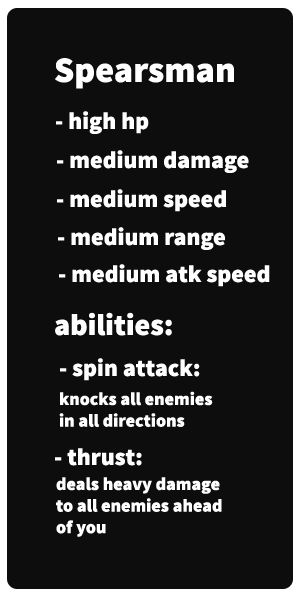 Spearsman
- high hp
- medium damage
- medium speed
- medium range
- medium atk speed
abilities:
- spin attack:
knocks all enemies
in all directions
- thrust:
deals heavy damage
to all enemies ahead
of you